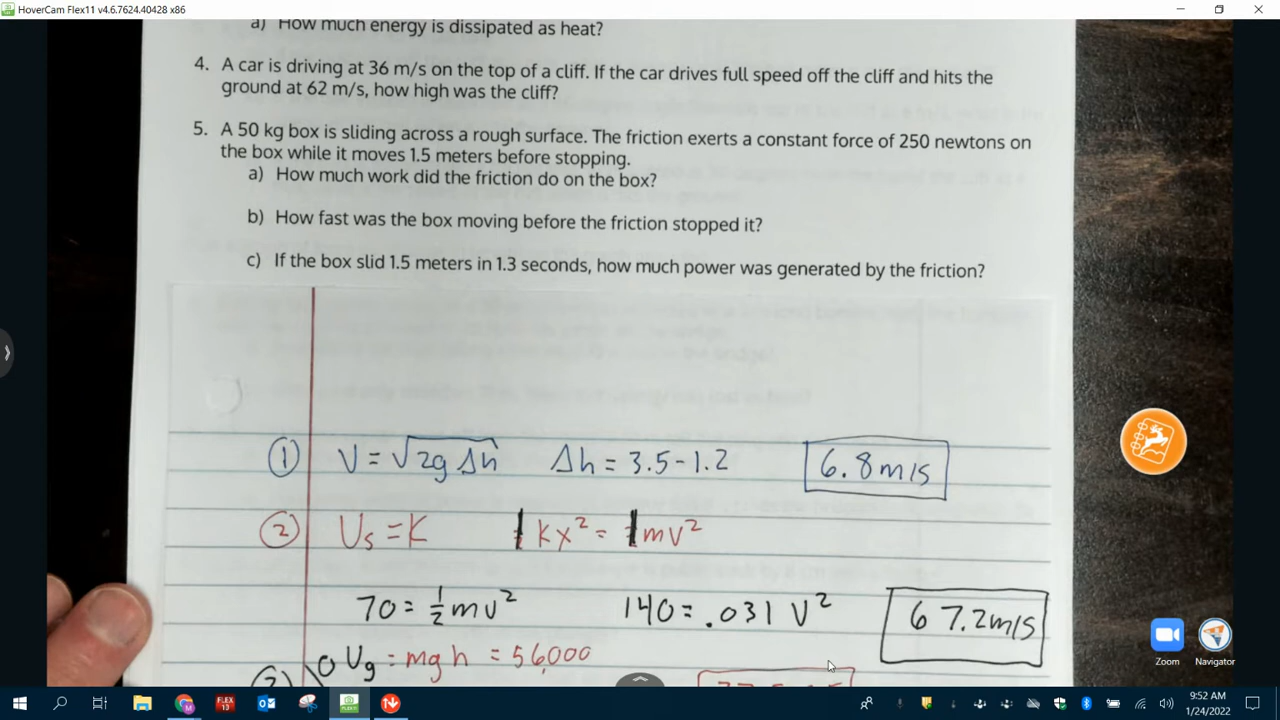 HoverCam Flex11 v4.6.7624.40428 x86
a) How much energy is dissipated as heat?
4. A car is driving at 36 m/s on the top of a cliff. If the car drives full speed off the cliff and hits the
ground at 62 m/s, how high was the cliff?
5. A 50 kg box is sliding across a rough surface. The friction exerts a constant force of 250 newtons on
the box while it moves 1.5 meters before stopping.
a) How much work did the friction do on the box?
b) How fast was the box moving before the friction stopped it?
c) If the box slid 1.5 meters in 1.3 seconds, how much power was generated by the friction?
① V = √2g Δh Δh = 3.5-1.2 6.8m/s
② Us = K kx² = mv²
70 = ½mv² 140 = .031 V² 67.2m/s
Ug = mgh = 56,000
Zoom
Navigator
FLEX
11
FLEX11
9:52 AM
1/24/2022